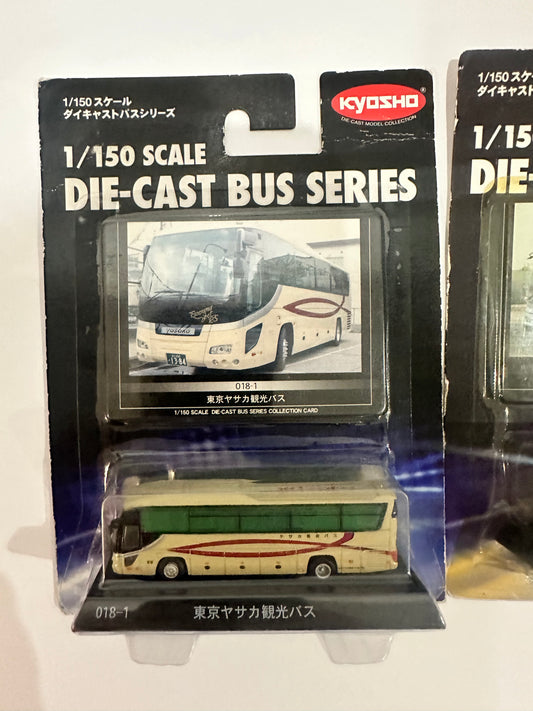 1/150 スケール
ダイキャストバスシリーズ
KYOSHO
DIE-CAST MODEL COLLECTION
1/150 SCALE
DIE-CAST BUS SERIES
018-1
東京ヤサカ観光バス
1/150 SCALE DIE-CAST BUS SERIES COLLECTION CARD
ヤサカ観光バス
018-1 東京ヤサカ観光バス
1/150 スケ
ダイキャスト
1/15
DIE-